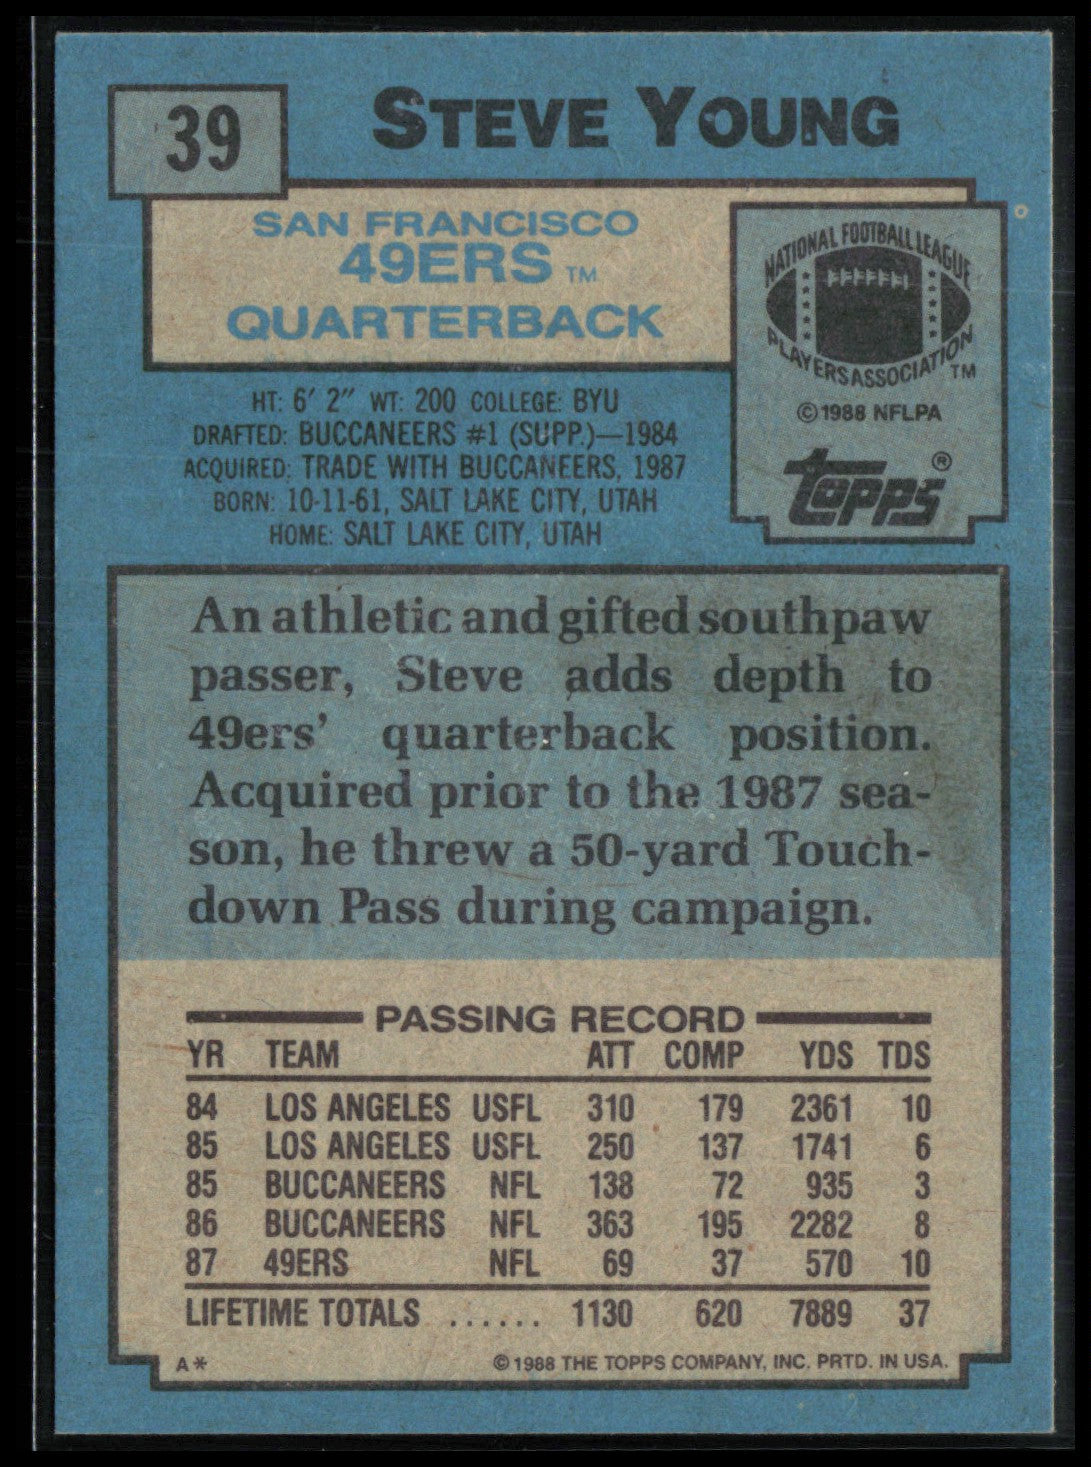 39
STEVE YOUNG
SAN FRANCISCO
49ERS TM
QUARTERBACK
NATIONAL FOOTBALL LEAGUE
PLAYERS ASSOCIATION TM
©1988 NFLPA
topps®
HT: 6' 2" WT: 200 COLLEGE: BYU
DRAFTED: BUCCANEERS #1 (SUPP.)—1984
ACQUIRED: TRADE WITH BUCCANEERS, 1987
BORN: 10-11-61, SALT LAKE CITY, UTAH
HOME: SALT LAKE CITY, UTAH
An athletic and gifted southpaw
passer, Steve adds depth to
49ers' quarterback position.
Acquired prior to the 1987 sea-
son, he threw a 50-yard Touch-
down Pass during campaign.
PASSING RECORD
YR TEAM ATT COMP YDS TDS
84 LOS ANGELES USFL 310 179 2361 10
85 LOS ANGELES USFL 250 137 1741 6
85 BUCCANEERS NFL 138 72 935 3
86 BUCCANEERS NFL 363 195 2282 8
87 49ERS NFL 69 37 570 10
LIFETIME TOTALS ...... 1130 620 7889 37
A* ©1988 THE TOPPS COMPANY, INC. PRTD. IN USA.